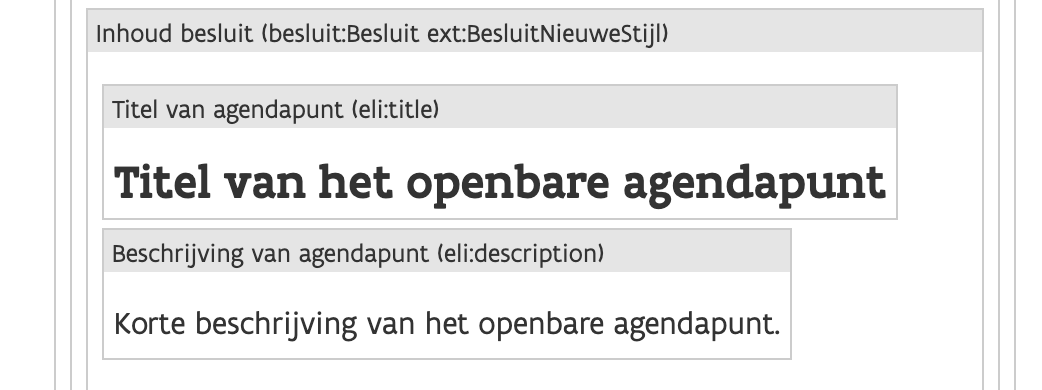 Inhoud besluit (besluit:Besluit ext:BesluitNieuweStijl)
Titel van agendapunt (eli:title)
Titel van het openbare agendapunt
Beschrijving van agendapunt (eli:description)
Korte beschrijving van het openbare agendapunt.